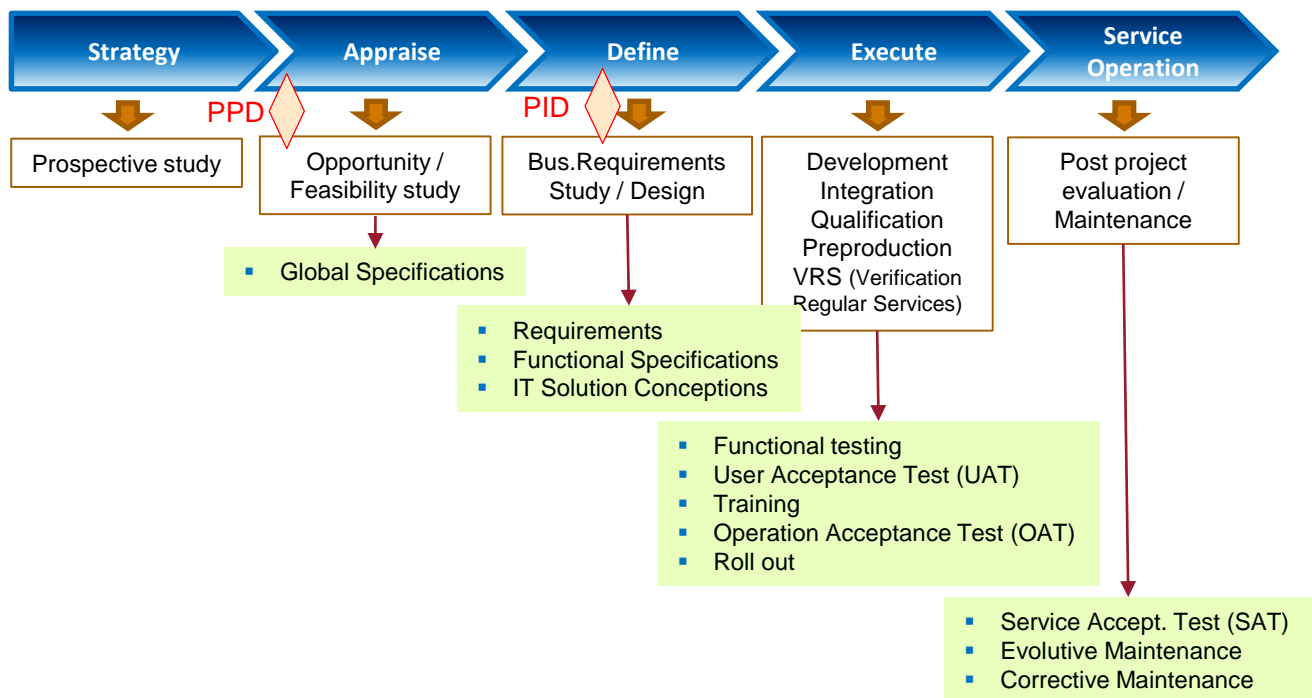 Strategy
Appraise
Define
Execute
Service
Operation
PPD
PID
Prospective study
Opportunity /
Feasibility study
Bus.Requirements
Study / Design
Development
Integration
Qualification
Preproduction
VRS (Verification
Regular Services)
Post project
evaluation /
Maintenance
Global Specifications
Requirements
Functional Specifications
IT Solution Conceptions
Functional testing
User Acceptance Test (UAT)
Training
Operation Acceptance Test (OAT)
Roll out
Service Accept. Test (SAT)
Evolutive Maintenance
Corrective Maintenance